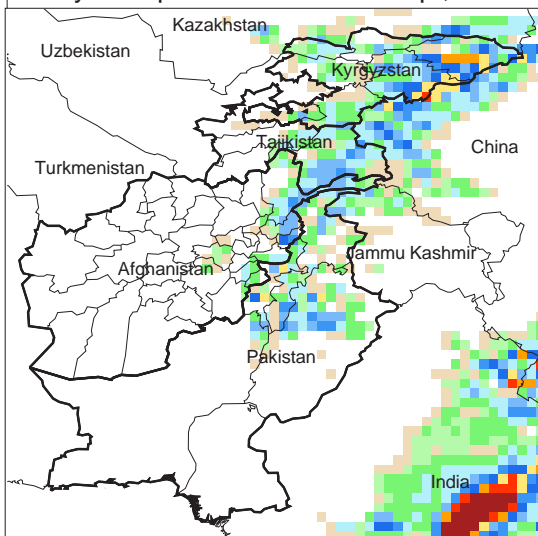 Kazakhstan
Uzbekistan
Kyrgyzstan
Tajikistan
China
Turkmenistan
Jammu Kashmir
Afghanistan
Pakistan
India